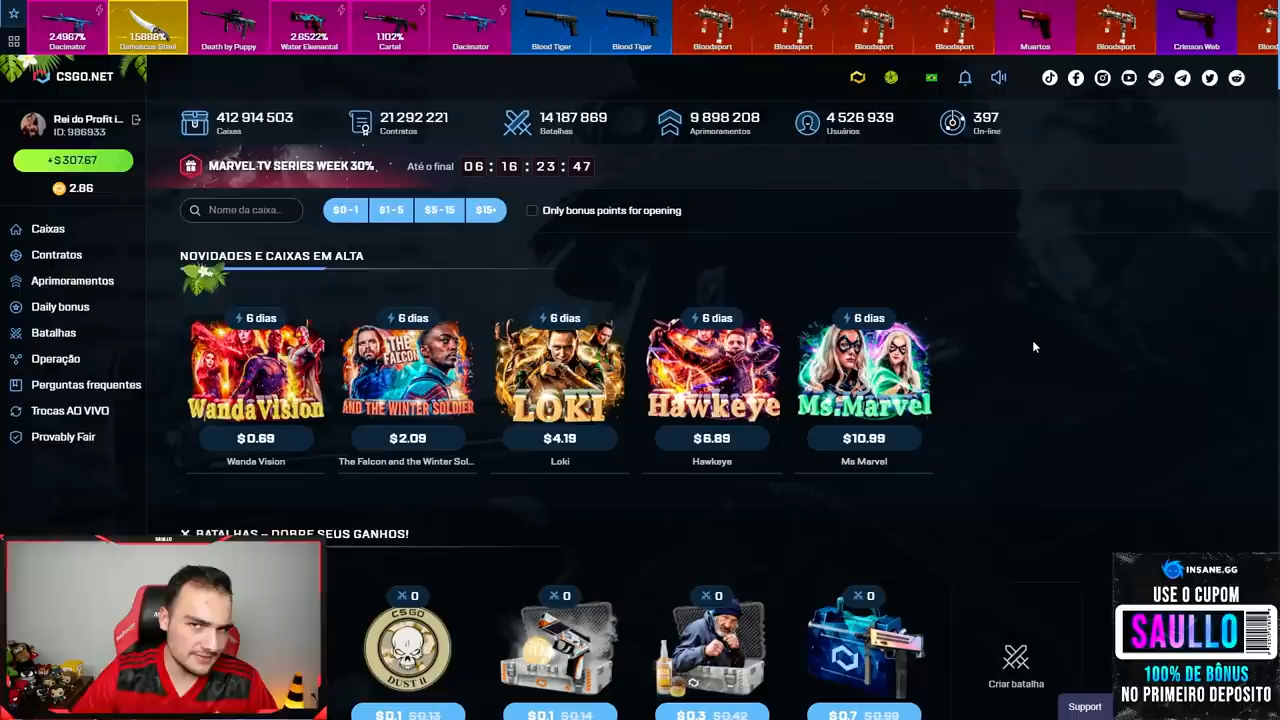 2.4967%
Decimator
1.5868%
Damascus Steel
Death by Puppy
2.6522%
Water Elemental
1.102%
Cartel
Decimator
Blood Tiger
Blood Tiger
Bloodsport
Bloodsport
Bloodsport
Bloodsport
Muertos
Bloodsport
Crimson Web
CSGO.NET
412 914 503
Caixas
21 292 221
Contratos
14 187 869
Batalhas
9 898 208
Aprimoramentos
4 526 939
Usuários
397
On-line
Rei do Profit i...
ID: 986933
+$307.67
2.86
MARVEL TV SERIES WEEK 30%
Até o final
06 : 16 : 23 : 47
Nome da caixa...
$0-1
$1-5
$5-15
$15+
Only bonus points for opening
Caixas
Contratos
Aprimoramentos
Daily bonus
Batalhas
Operação
Perguntas frequentes
Trocas AO VIVO
Provably Fair
NOVIDADES E CAIXAS EM ALTA
6 dias
6 dias
6 dias
6 dias
6 dias
WandaVision
THE FALCON
AND THE WINTER SOLDIER
LOKI
Hawkeye
Ms.Marvel
$0.69
$2.09
$4.19
$6.89
$10.99
Wanda Vision
The Falcon and the Winter Sol...
Loki
Hawkeye
Ms Marvel
BATALHAS - DOBRE SEUS GANHOS!
SAULLO
0
0
0
0
CS GO
DUST II
$0.1 $0.13
$0.1 $0.14
$0.3 $0.42
$0.7 $0.99
Criar batalha
Support
INSANE.GG
USE O CUPOM
SAULLO
100% DE BÔNUS
NO PRIMEIRO DEPÓSITO